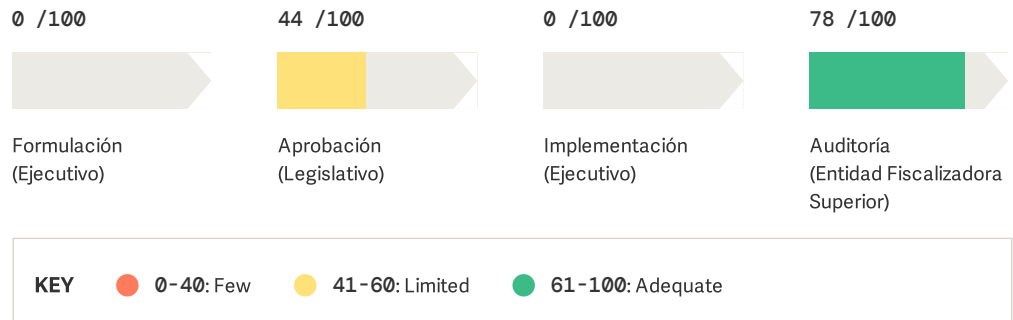 0 /100 44 /100 0 /100 78 /100
Formulación Aprobación Implementación Auditoría
(Ejecutivo) (Legislativo) (Ejecutivo) (Entidad Fiscalizadora
Superior)
KEY 0-40: Few 41-60: Limited 61-100: Adequate